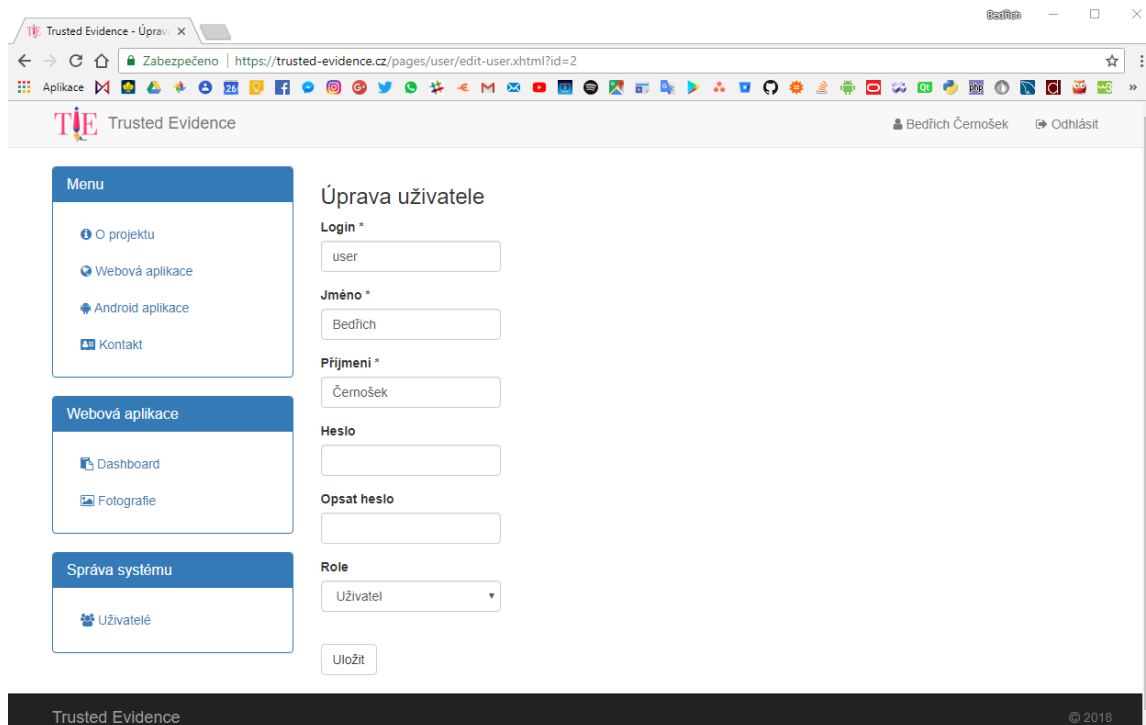 Bedřich
Trusted Evidence - Úprav
Zabezpečeno | https://trusted-evidence.cz/pages/user/edit-user.xhtml?id=2
Aplikace
TIE Trusted Evidence Bedřich Černošek Odhlásit
Menu
O projektu
Webová aplikace
Android aplikace
Kontakt
Webová aplikace
Dashboard
Fotografie
Správa systému
Uživatelé
Úprava uživatele
Login *
user
Jméno *
Bedřich
Příjmení *
Černošek
Heslo
Opsat heslo
Role
Uživatel
Uložit
Trusted Evidence © 2018